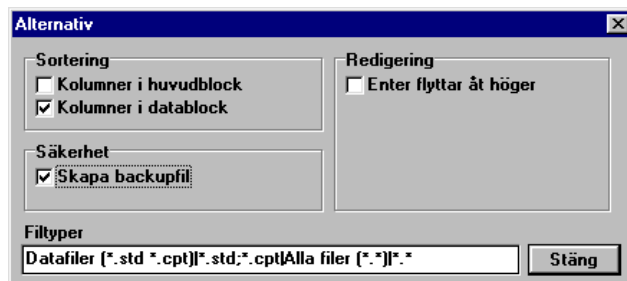 Alternativ
Sortering
Kolumner i huvudblock
Kolumner i datablock
Säkerhet
Skapa backupfil
Redigering
Enter flyttar åt höger
Filtyper
Datafiler (*.std *.cpt)|*.std;*.cpt|Alla filer (*.*)|*.*
Stäng